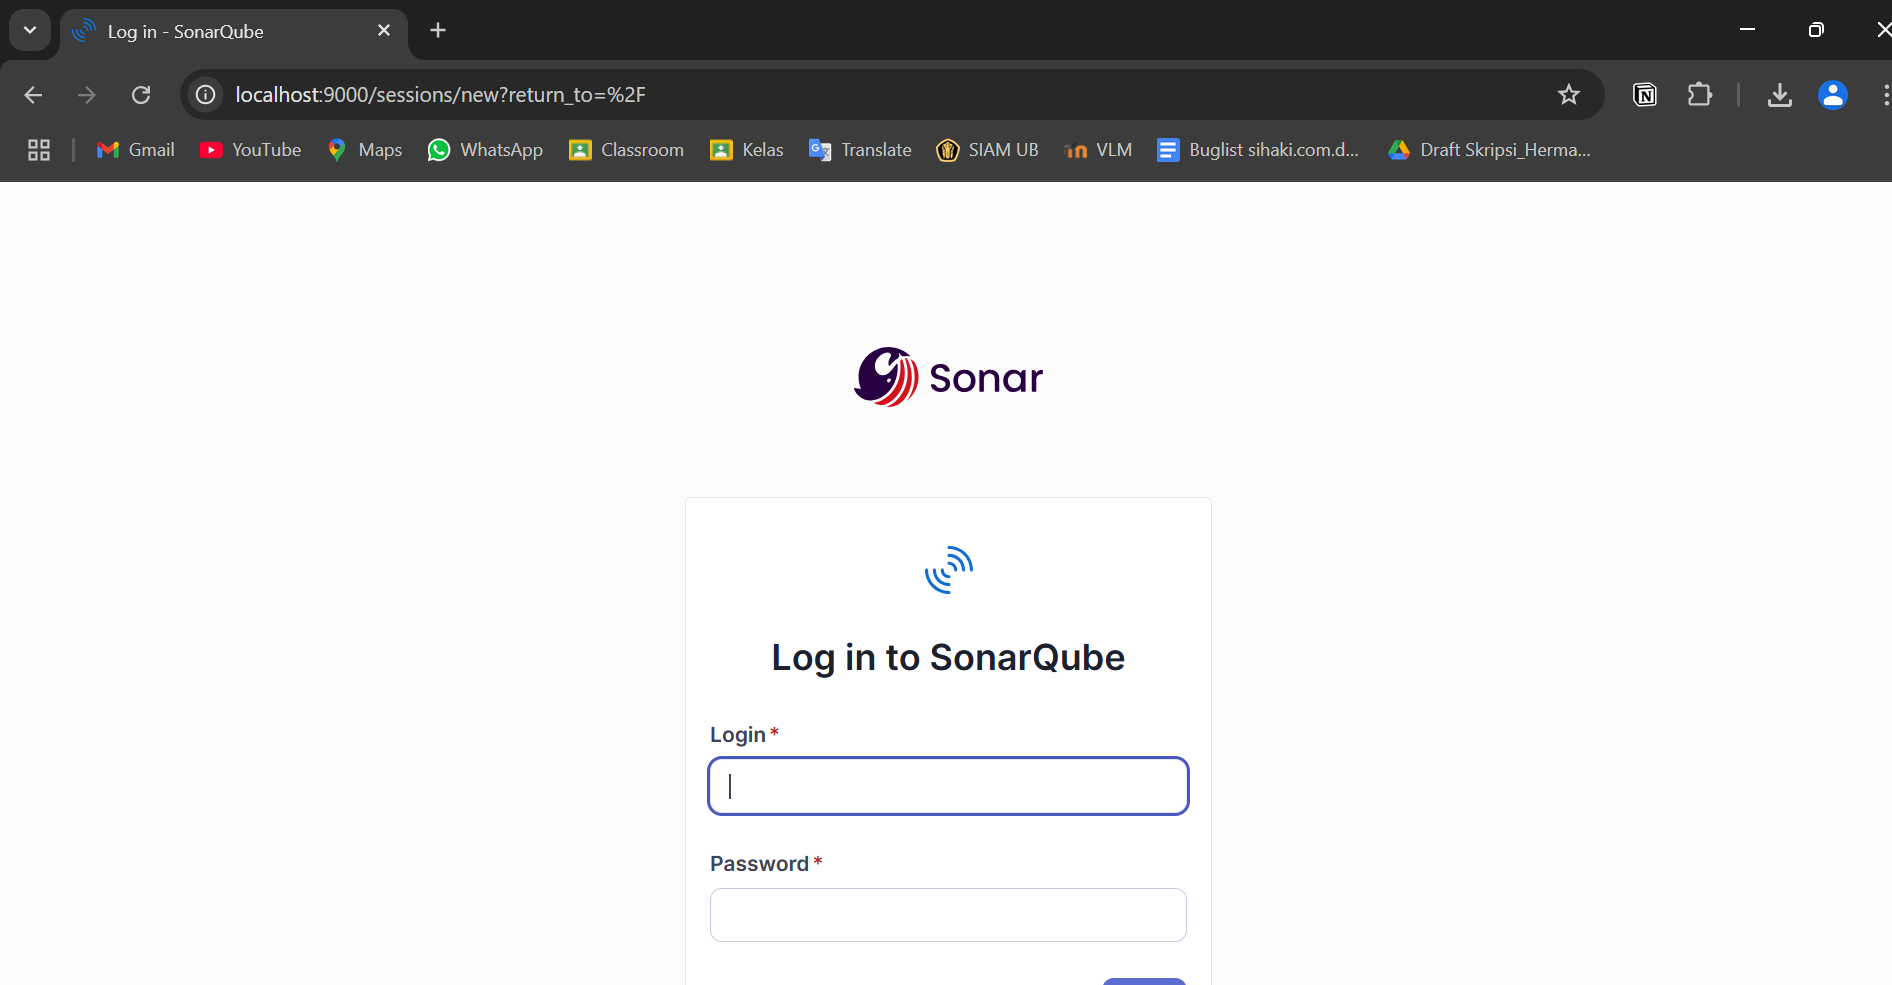 Log in - SonarQube
localhost:9000/sessions/new?return_to=%2F
Gmail YouTube Maps WhatsApp Classroom Kelas Translate SIAM UB VLM Buglist sihaki.com.d... Draft Skripsi_Herma...
Sonar
Log in to SonarQube
Login *
Password *